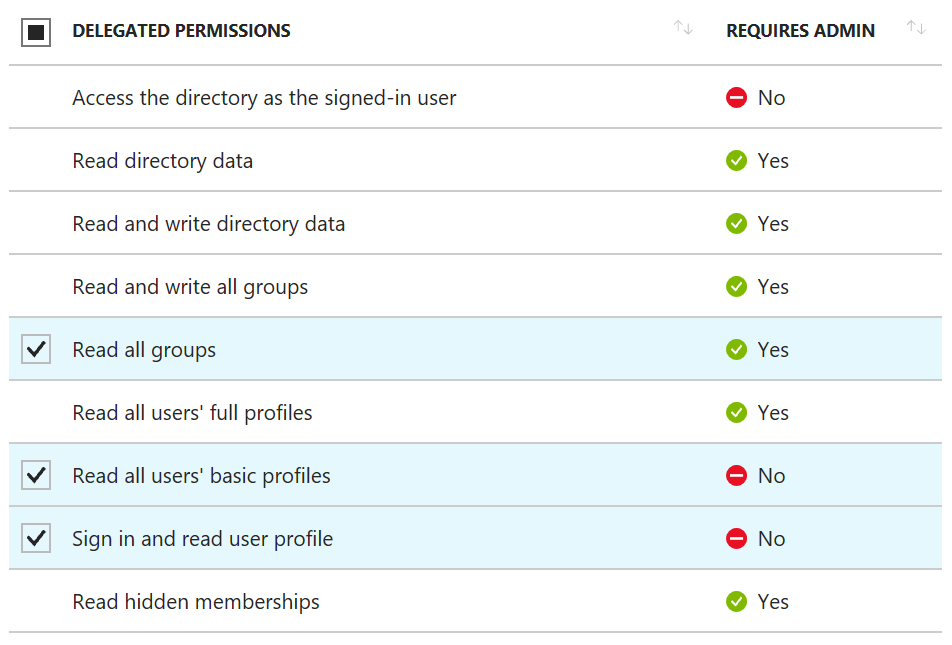 DELEGATED PERMISSIONS REQUIRES ADMIN
Access the directory as the signed-in user No
Read directory data Yes
Read and write directory data Yes
Read and write all groups Yes
Read all groups Yes
Read all users' full profiles Yes
Read all users' basic profiles No
Sign in and read user profile No
Read hidden memberships Yes